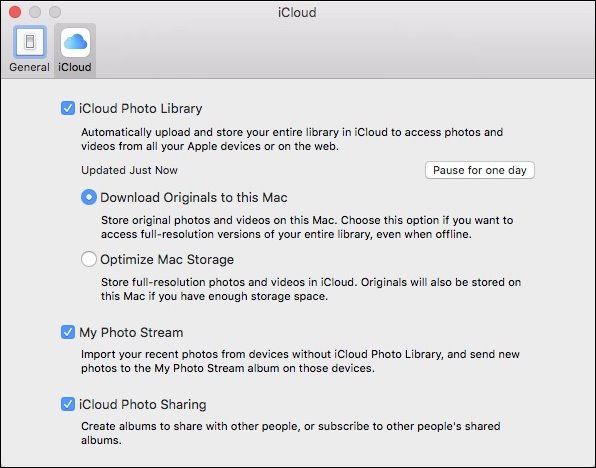 iCloud
General
iCloud
iCloud Photo Library
Automatically upload and store your entire library in iCloud to access photos and
videos from all your Apple devices or on the web.
Updated Just Now
Pause for one day
Download Originals to this Mac
Store original photos and videos on this Mac. Choose this option if you want to
access full-resolution versions of your entire library, even when offline.
Optimize Mac Storage
Store full-resolution photos and videos in iCloud. Originals will also be stored on
this Mac if you have enough storage space.
My Photo Stream
Import your recent photos from devices without iCloud Photo Library, and send new
photos to the My Photo Stream album on those devices.
iCloud Photo Sharing
Create albums to share with other people, or subscribe to other people's shared
albums.